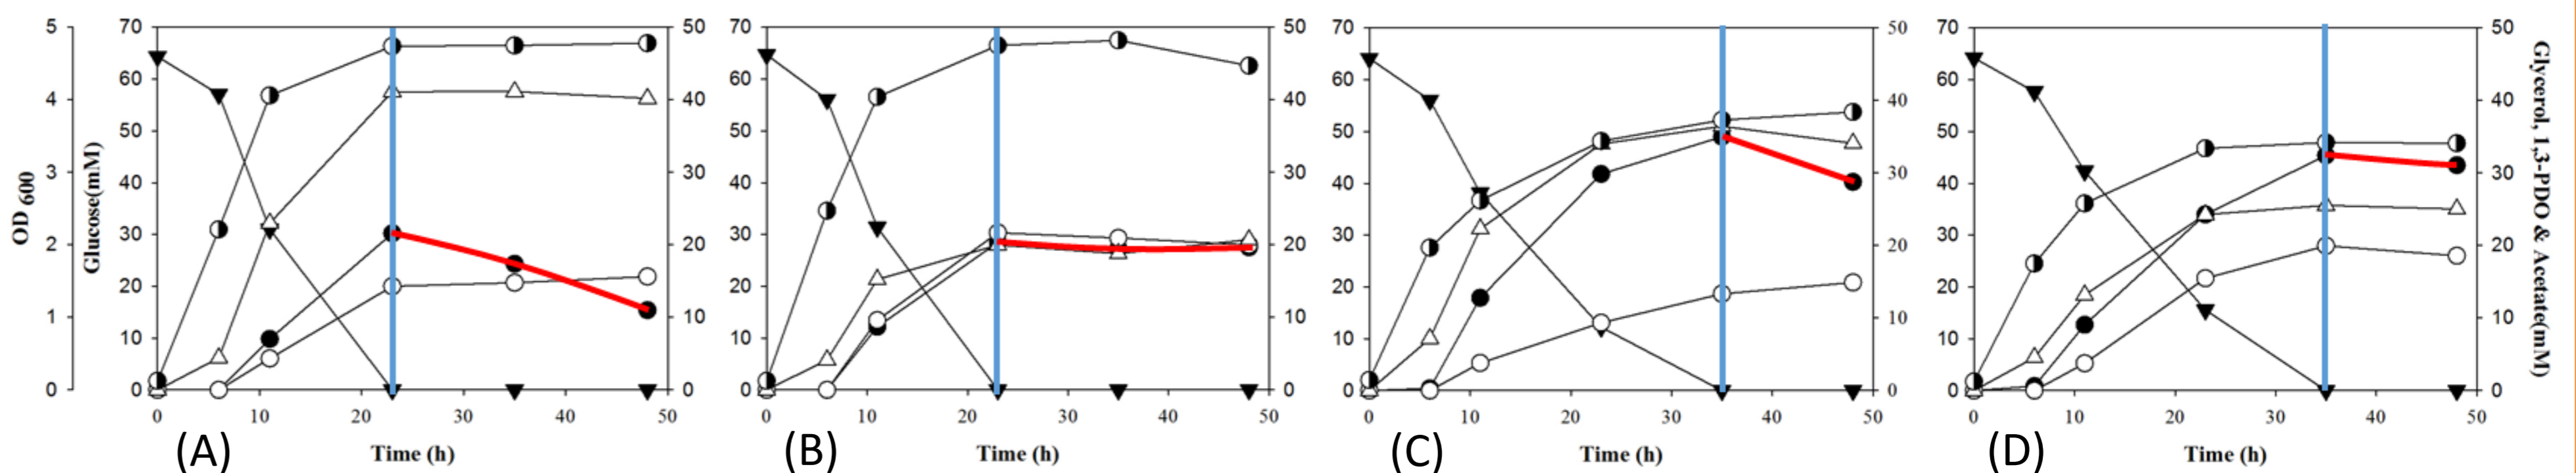 5 70 50 70 50 70 50 70 50
60 60 60 60
4 40 40 40 40
50 50 50 50
3 40 30 40 30 40 30 40 30
OD 600
Glucose(mM)
Glycerol, 1,3-PDO & Acetate(mM)
2 30 20 30 20 30 20 30 20
20 20 20 20
1 10 10 10 10
10 10 10 10
0 0 0 0 0 0 0 0 0
0 10 20 30 40 50 0 10 20 30 40 50 0 10 20 30 40 50 0 10 20 30 40 50
(A) Time (h) (B) Time (h) (C) Time (h) (D) Time (h)